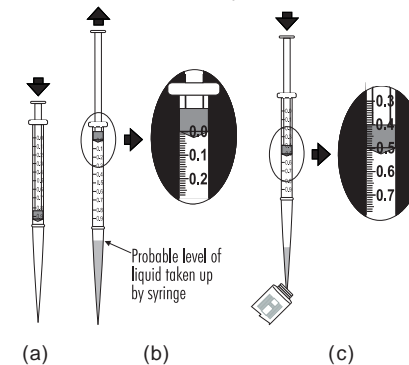 0.0
0.1
0.2
0.3
0.4
0.5
0.6
0.7
Probable level of
liquid taken up
by syringe
(a)
(b)
(c)